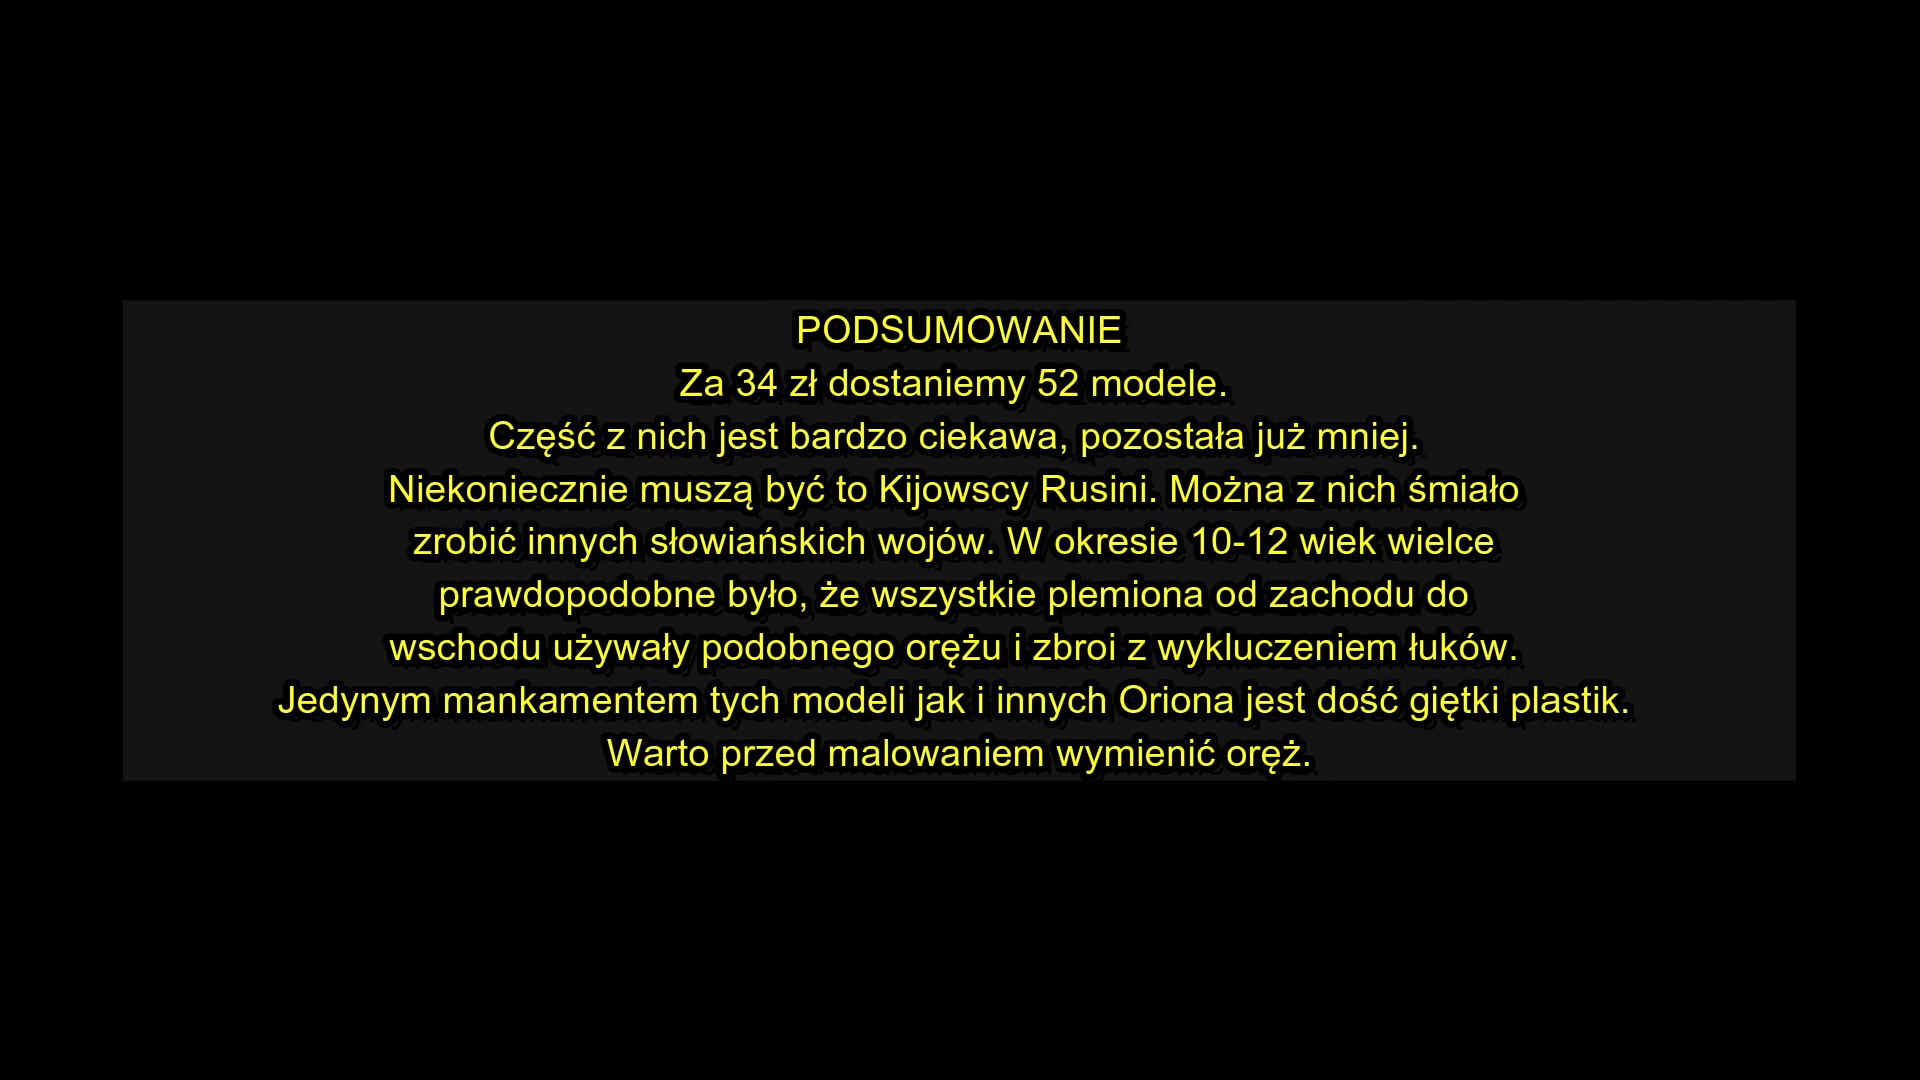 PODSUMOWANIE
Za 34 zł dostaniemy 52 modele.
Część z nich jest bardzo ciekawa, pozostała już mniej.
Niekoniecznie muszą być to Kijowscy Rusini. Można z nich śmiało
zrobić innych słowiańskich wojów. W okresie 10-12 wiek wielce
prawdopodobne było, że wszystkie plemiona od zachodu do
wschodu używały podobnego orężu i zbroi z wykluczeniem łuków.
Jedynym mankamentem tych modeli jak i innych Oriona jest dość giętki plastik.
Warto przed malowaniem wymienić oręż.